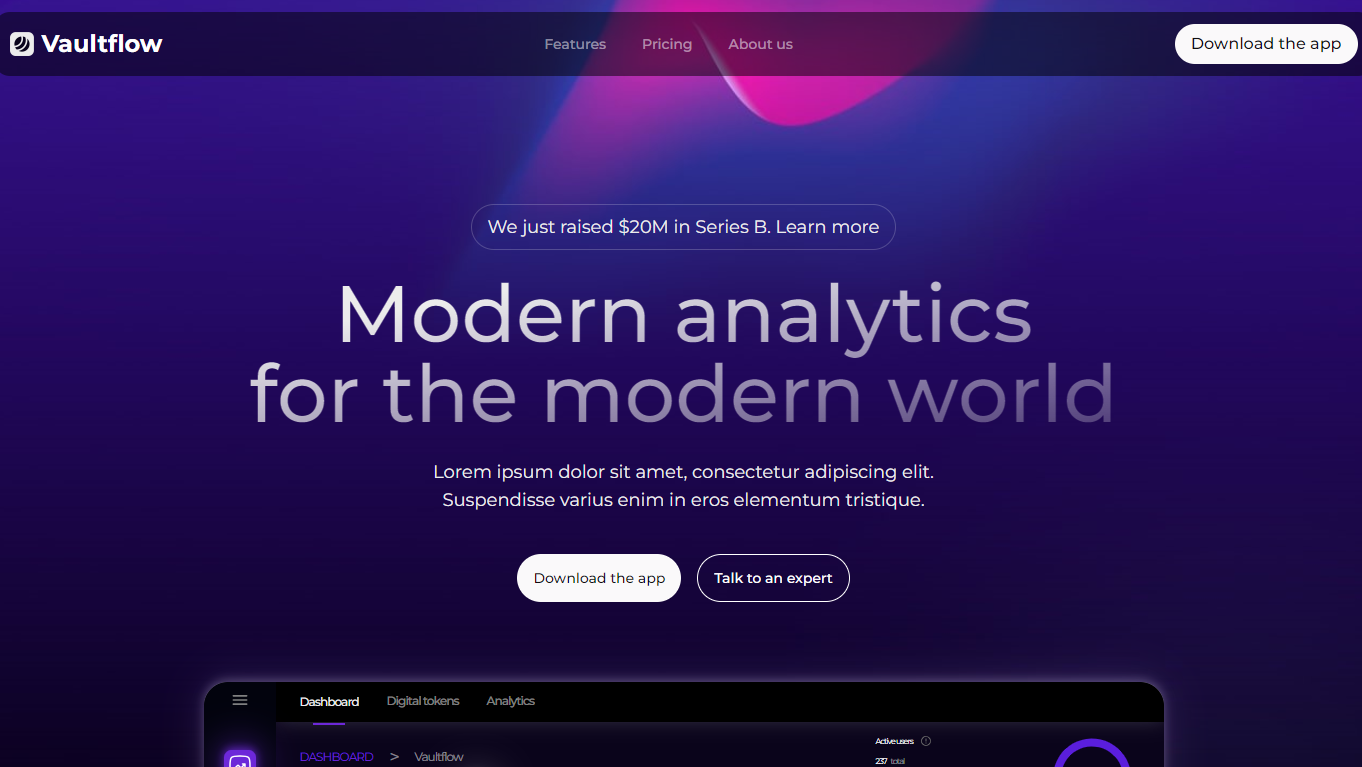 Vaultflow
Features
Pricing
About us
Download the app
We just raised $20M in Series B. Learn more
Modern analytics
for the modern world
Lorem ipsum dolor sit amet, consectetur adipiscing elit.
Suspendisse varius enim in eros elementum tristique.
Download the app
Talk to an expert
Dashboard
Digital tokens
Analytics
Active users
DASHBOARD > Vaultflow
237 total